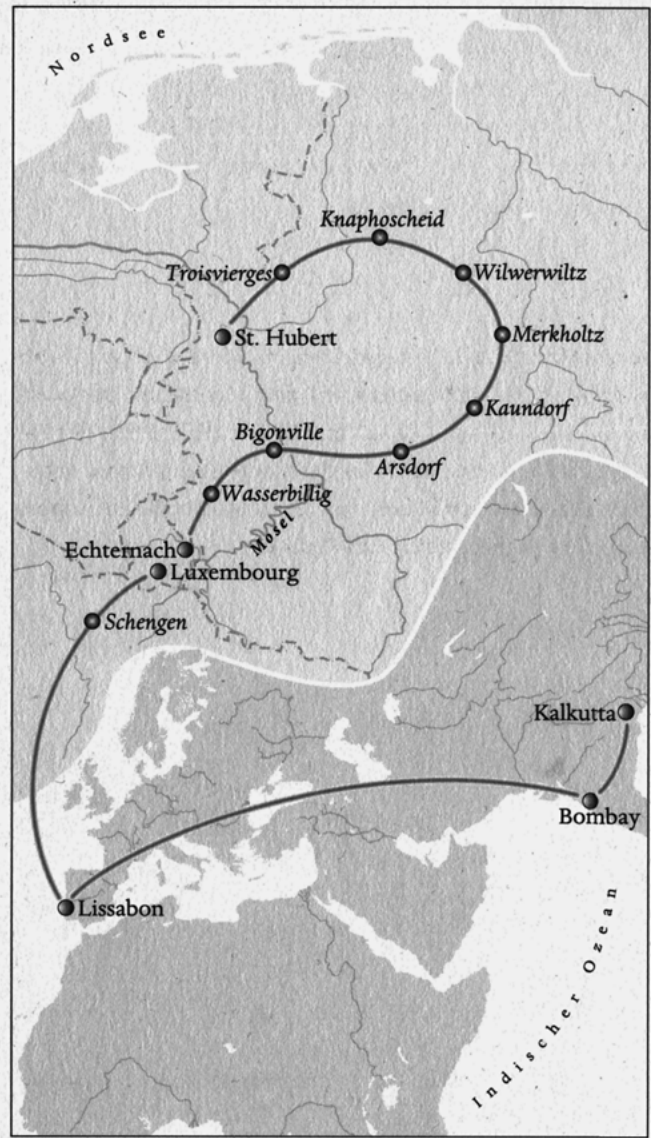 Nordsee
Knaphoscheid
Troisvierges
Wilwerwiltz
St. Hubert
Merkholtz
Kaundorf
Bigonville
Arsdorf
Wasserbillig
Mosel
Echternach
Luxembourg
Schengen
Kalkutta
Bombay
Lissabon
Indischer Ozean